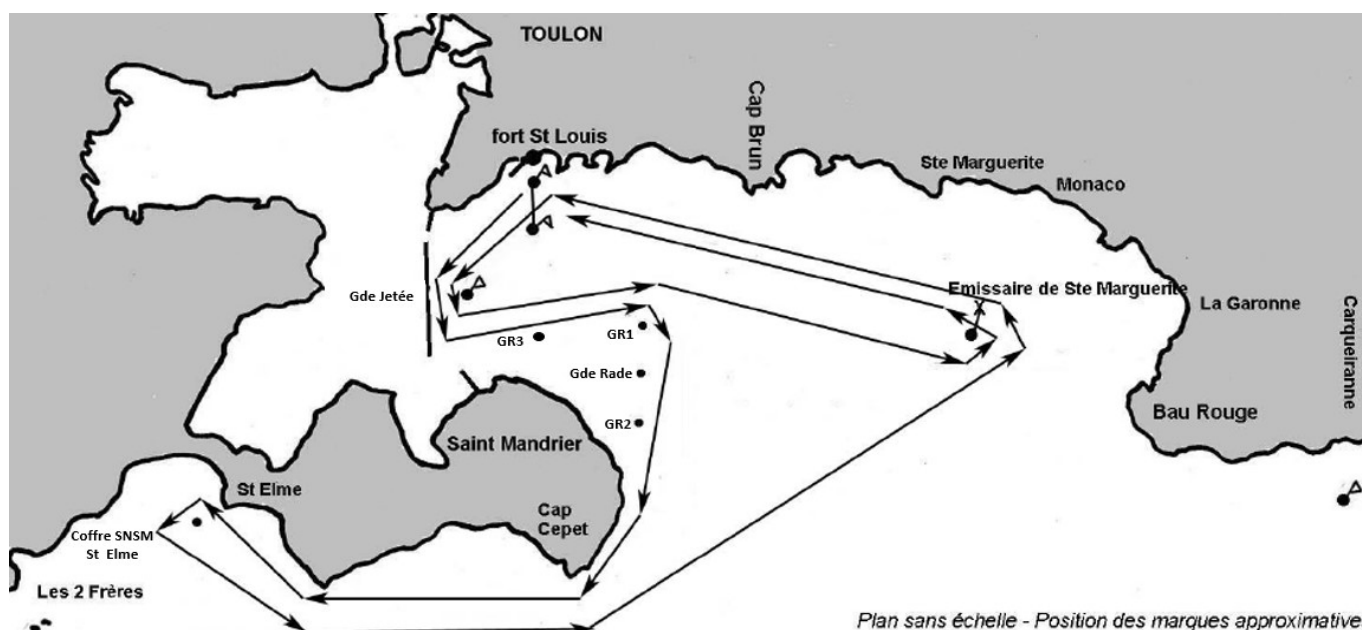 TOULON
fort St Louis
Cap Brun
Ste Marguerite
Monaco
Gde Jetée
Emissaire de Ste Marguerite
La Garonne
Carqueiranne
GR3
GR1
Gde Rade
GR2
Bau Rouge
Saint Mandrier
St Elme
Cap
Cepet
Coffre SNSM
St Elme
Les 2 Frères
Plan sans échelle - Position des marques approximative